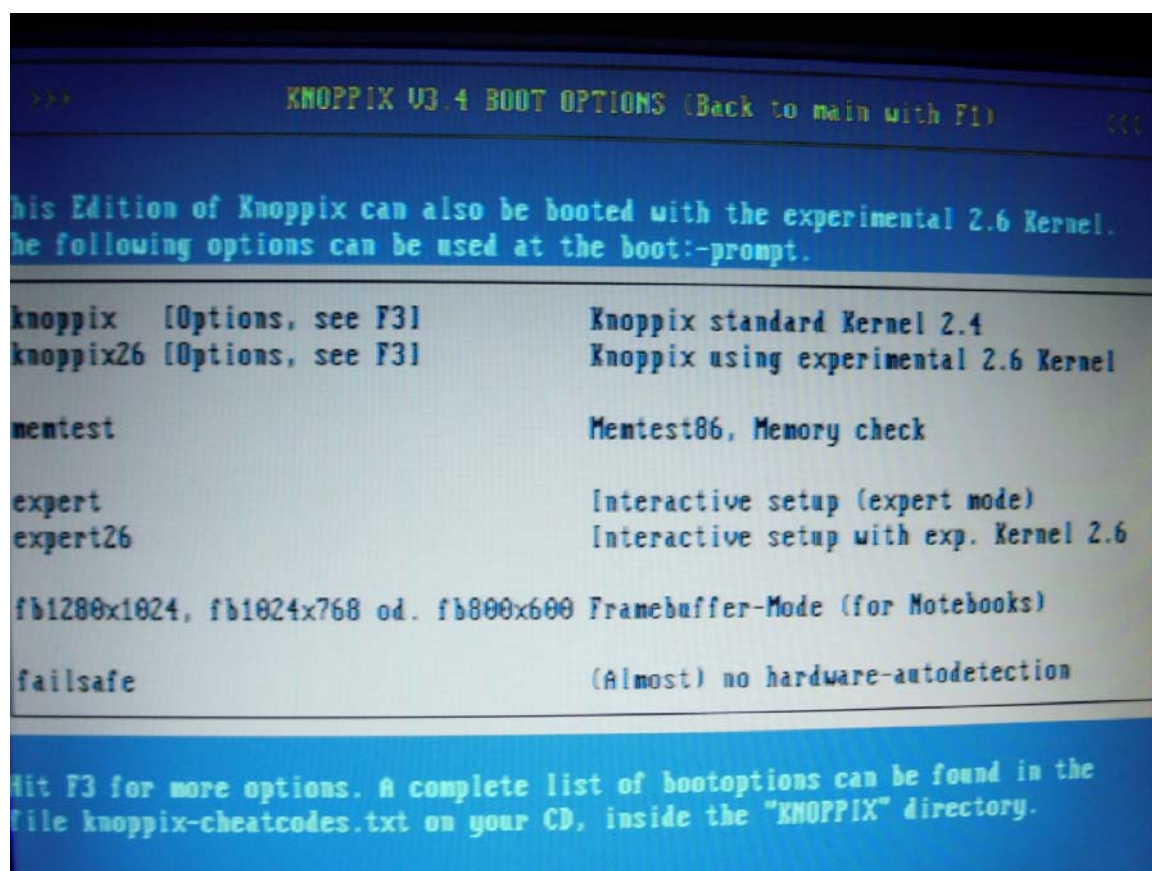 >>> KNOPPIX V3.4 BOOT OPTIONS (Back to main with F1) <<<
his Edition of Knoppix can also be booted with the experimental 2.6 Kernel.
he following options can be used at the boot:-prompt.
knoppix [Options, see F3] Knoppix standard Kernel 2.4
knoppix26 [Options, see F3] Knoppix using experimental 2.6 Kernel
memtest Memtest86, Memory check
expert Interactive setup (expert mode)
expert26 Interactive setup with exp. Kernel 2.6
fb1280x1024, fb1024x768 od. fb800x600 Framebuffer-Mode (for Notebooks)
failsafe (Almost) no hardware-autodetection
Hit F3 for more options. A complete list of bootoptions can be found in the
file knoppix-cheatcodes.txt on your CD, inside the "KNOPPIX" directory.